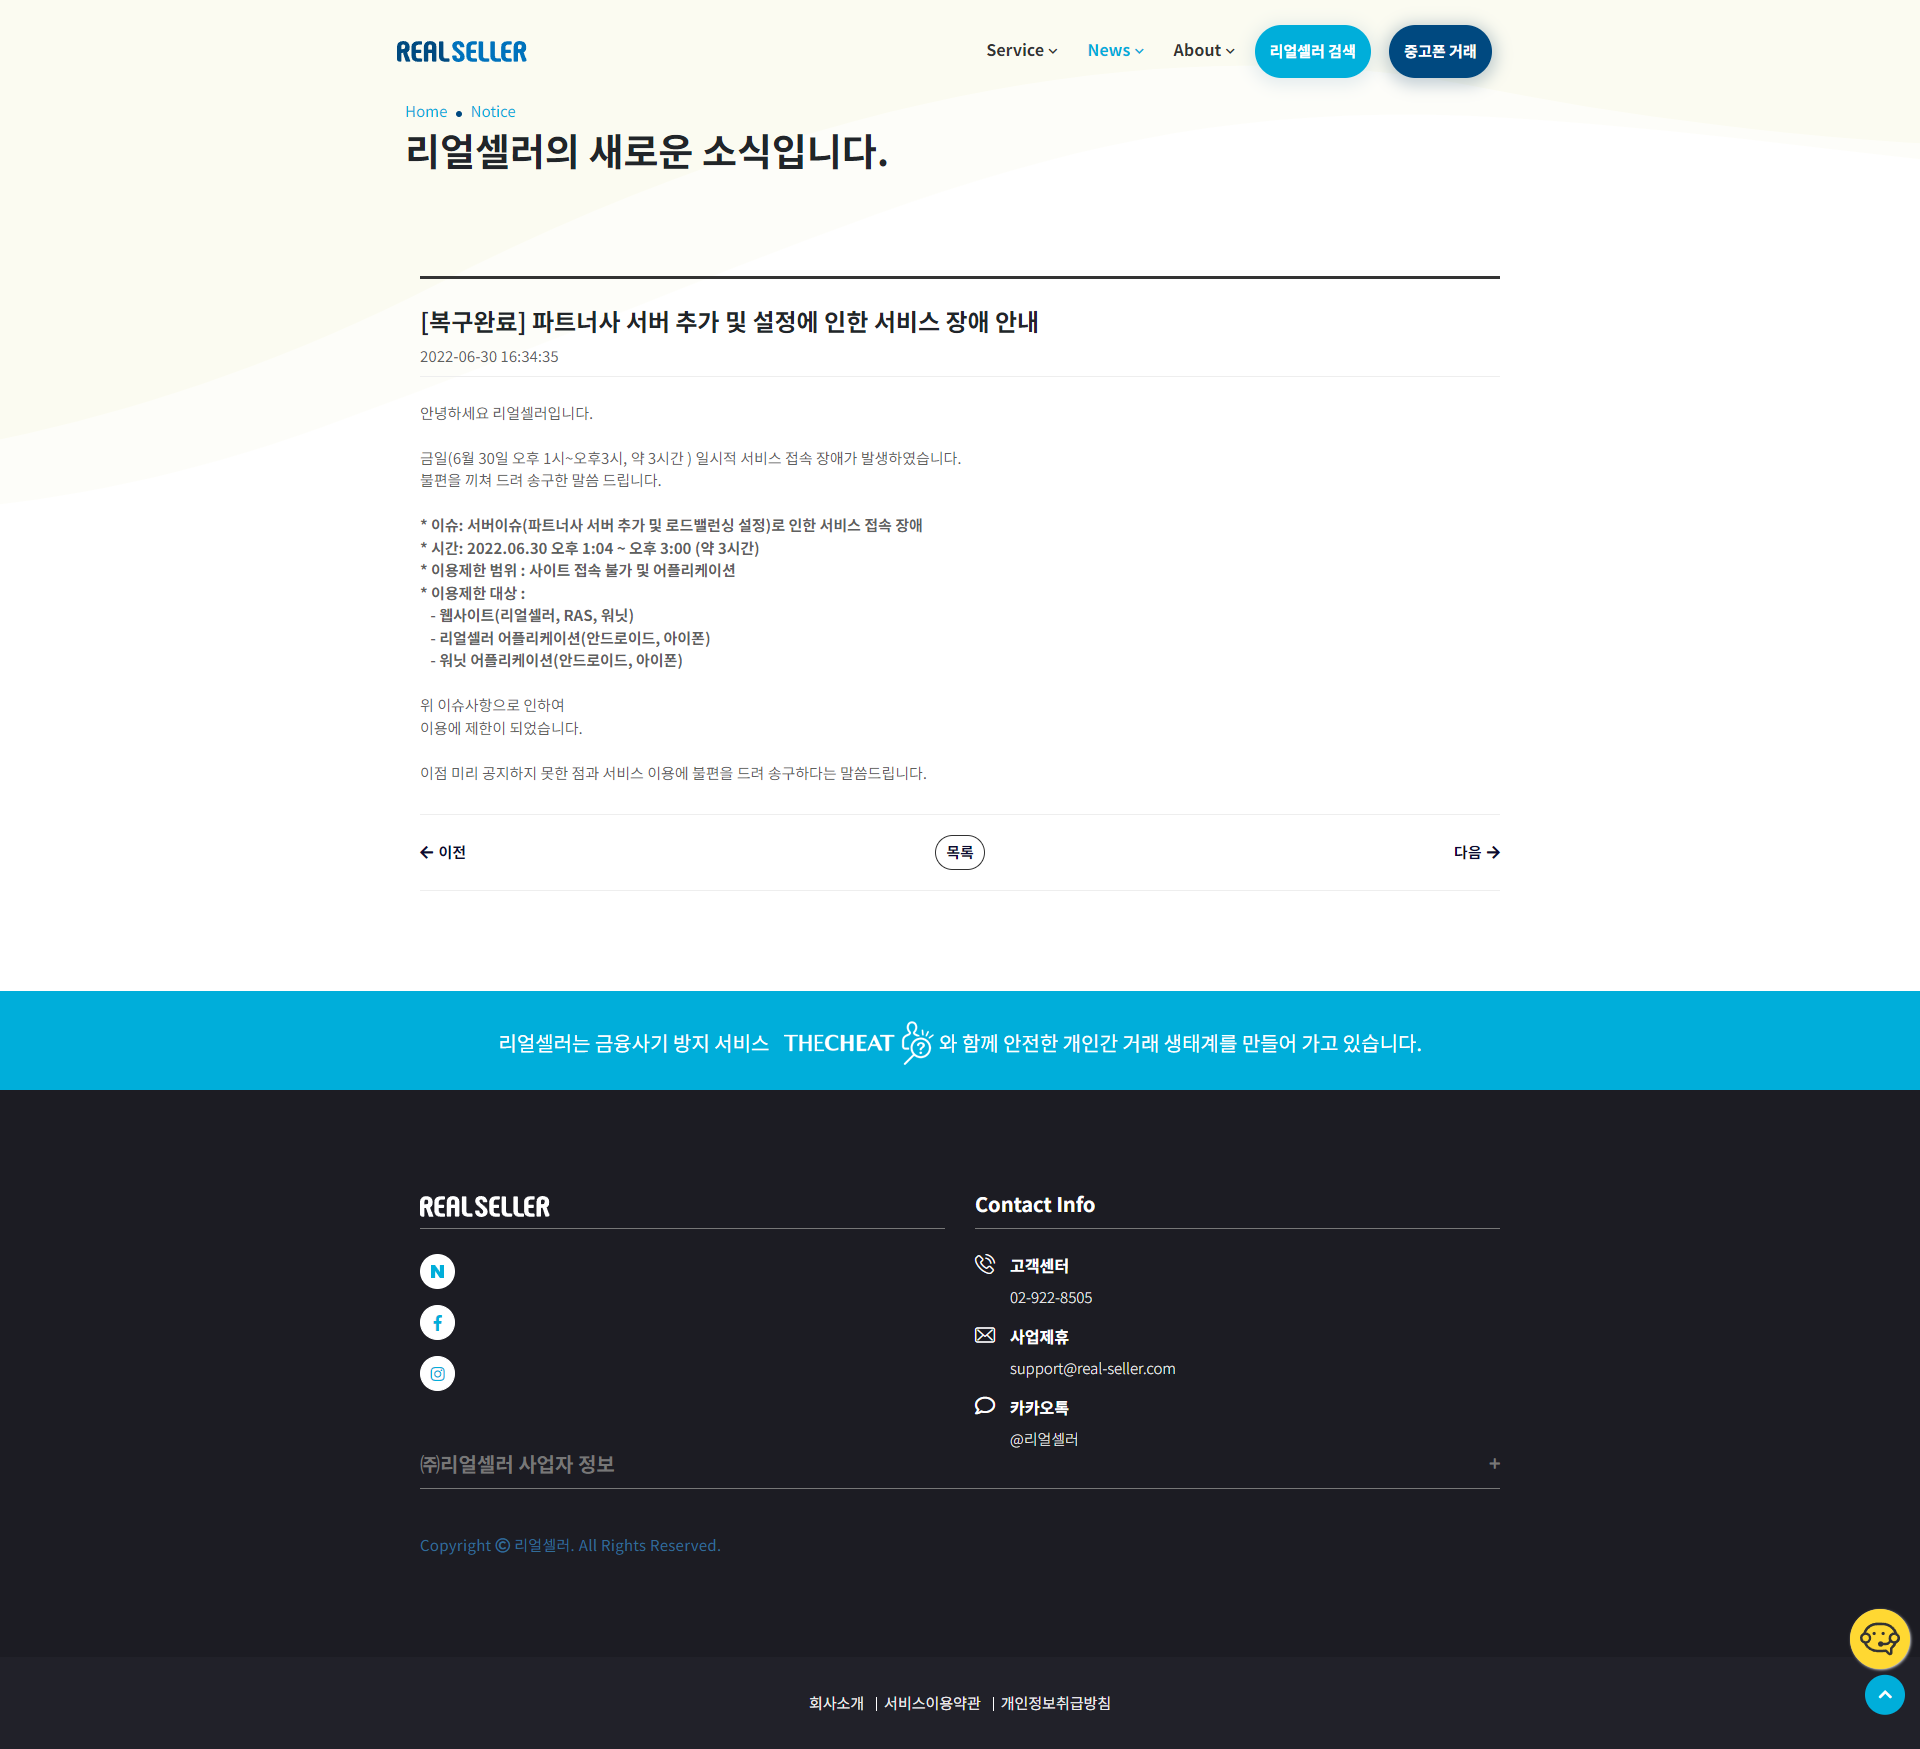 REALSELLER
Service
News
About
리얼셀러 검색
중고폰 거래
Home • Notice
리얼셀러의 새로운 소식입니다.
[복구완료] 파트너사 서버 추가 및 설정에 인한 서비스 장애 안내
2022-06-30 16:34:35
안녕하세요 리얼셀러입니다.
금일(6월 30일 오후 1시~오후3시, 약 3시간 ) 일시적 서비스 접속 장애가 발생하였습니다.
불편을 끼쳐 드려 송구한 말씀 드립니다.
* 이슈: 서버이슈(파트너사 서버 추가 및 로드밸런싱 설정)로 인한 서비스 접속 장애
* 시간: 2022.06.30 오후 1:04 ~ 오후 3:00 (약 3시간)
* 이용제한 범위 : 사이트 접속 불가 및 어플리케이션
* 이용제한 대상 :
- 웹사이트(리얼셀러, RAS, 워닛)
- 리얼셀러 어플리케이션(안드로이드, 아이폰)
- 워닛 어플리케이션(안드로이드, 아이폰)
위 이슈사항으로 인하여
이용에 제한이 되었습니다.
이점 미리 공지하지 못한 점과 서비스 이용에 불편을 드려 송구하다는 말씀드립니다.
← 이전
목록
다음 →
리얼셀러는 금융사기 방지 서비스 THECHEAT 와 함께 안전한 개인간 거래 생태계를 만들어 가고 있습니다.
REALSELLER
Contact Info
고객센터
02-922-8505
사업제휴
support@real-seller.com
카카오톡
@리얼셀러
㈜리얼셀러 사업자 정보 +
Copyright © 리얼셀러. All Rights Reserved.
회사소개 | 서비스이용약관 | 개인정보취급방침